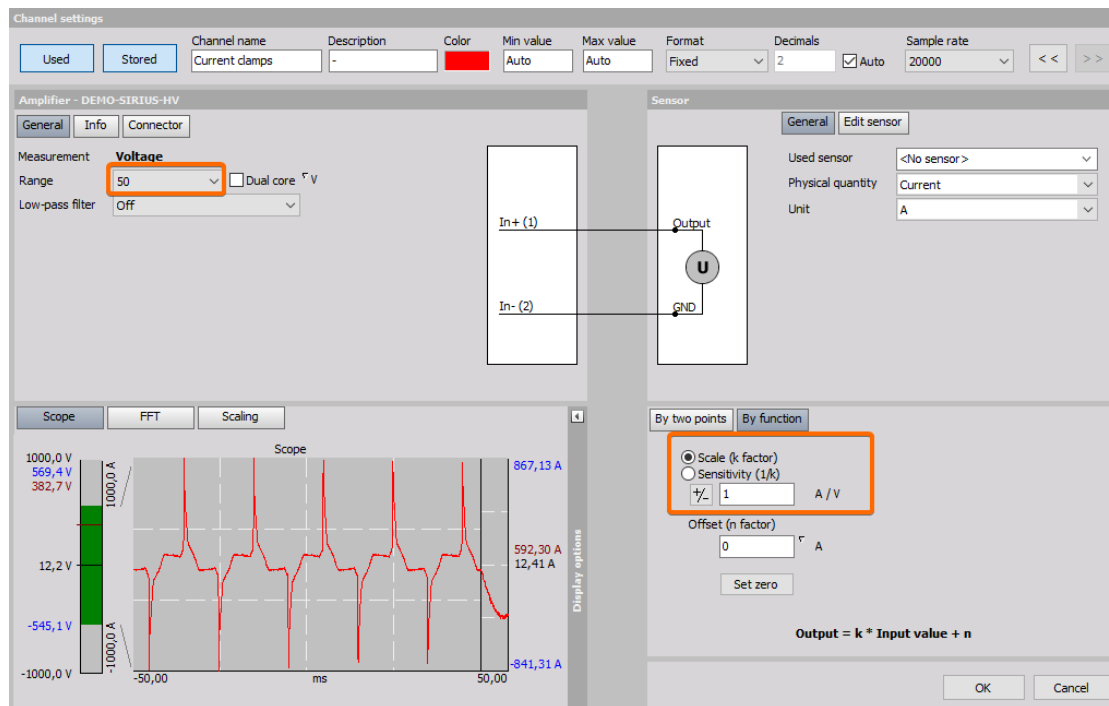 Channel settings
Used
Stored
Channel name
Current clamps
Description
-
Color
Min value
Auto
Max value
Auto
Format
Fixed
Decimals
2
Auto
Sample rate
20000
<<
>>
Amplifier - DEMO-SIRIUS-HV
General
Info
Connector
Measurement
Voltage
Range
50
Dual core
V
Low-pass filter
Off
In+ (1)
In- (2)
Sensor
General
Edit sensor
Used sensor
<No sensor>
Physical quantity
Current
Unit
A
Output
U
GND
Scope
FFT
Scaling
Scope
1000,0 V
569,4 V
382,7 V
12,2 V
-545,1 V
-1000,0 V
1000,0 A
-1000,0 A
867,13 A
592,30 A
12,41 A
-841,31 A
-50,00
ms
50,00
Display options
By two points
By function
Scale (k factor)
Sensitivity (1/k)
+/-
1
A / V
Offset (n factor)
0
A
Set zero
Output = k * Input value + n
OK
Cancel